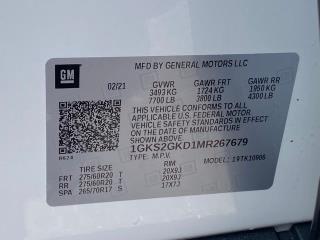 GM
MFD BY GENERAL MOTORS LLC
02/21 GVWR GAWR FRT GAWR RR
3493 KG 1724 KG 1950 KG
7700 LB 3800 LB 4300 LB
THIS VEHICLE CONFORMS TO ALL
APPLICABLE U.S. FEDERAL MOTOR
VEHICLE SAFETY STANDARDS IN
EFFECT ON THE DATE OF MANUFACTURE
SHOWN ABOVE.
1GKS2GKD1MR267679
TYPE: M.P.V.
TIRE SIZE RIM
FRT 275/60R20 T 20X9J
RR 275/60R20 T 20X9J
SPA 265/70R17 S 17X7J